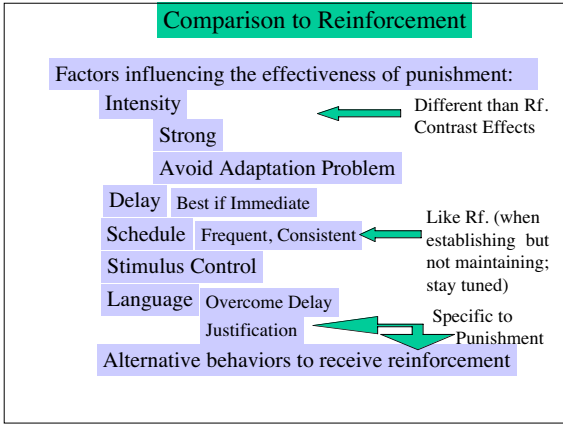 Comparison to Reinforcement
Factors influencing the effectiveness of punishment:
Intensity
Different than Rf.
Contrast Effects
Strong
Avoid Adaptation Problem
Delay Best if Immediate
Schedule Frequent, Consistent
Like Rf. (when
establishing but
not maintaining;
stay tuned)
Stimulus Control
Language Overcome Delay
Justification
Specific to
Punishment
Alternative behaviors to receive reinforcement